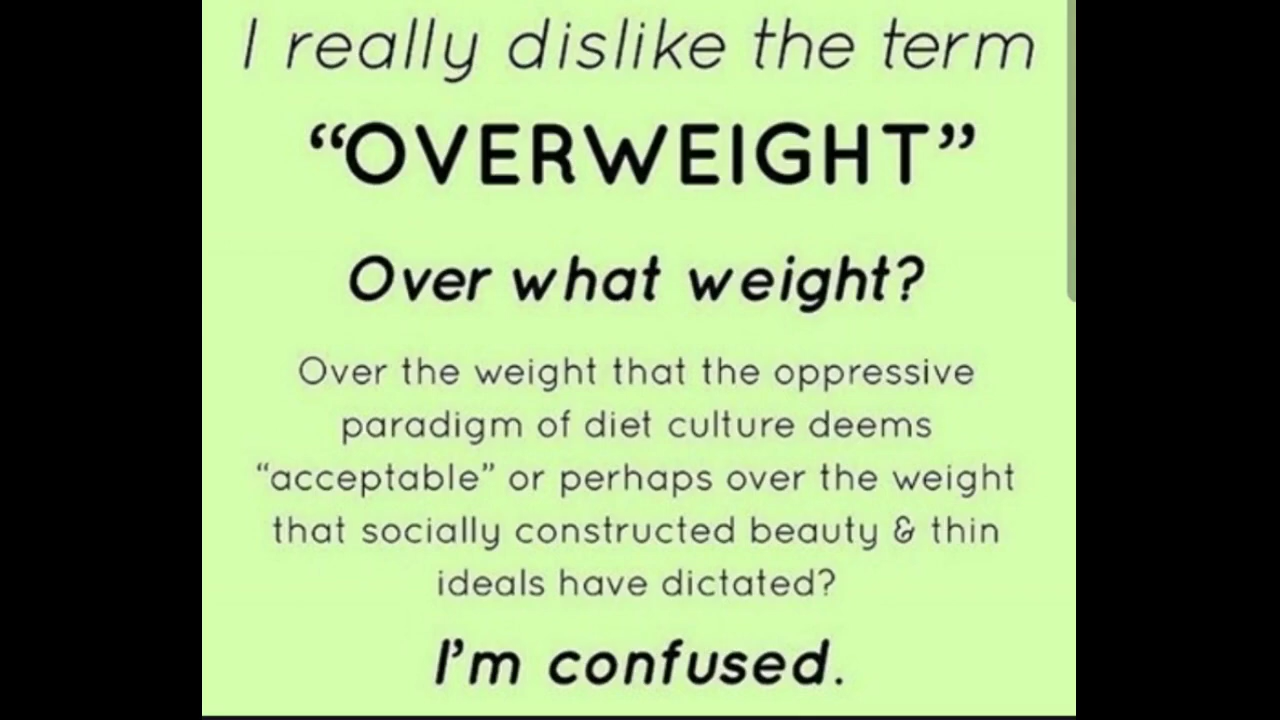 I really dislike the term
“OVERWEIGHT”
Over what weight?
Over the weight that the oppressive
paradigm of diet culture deems
“acceptable” or perhaps over the weight
that socially constructed beauty & thin
ideals have dictated?
I’m confused.